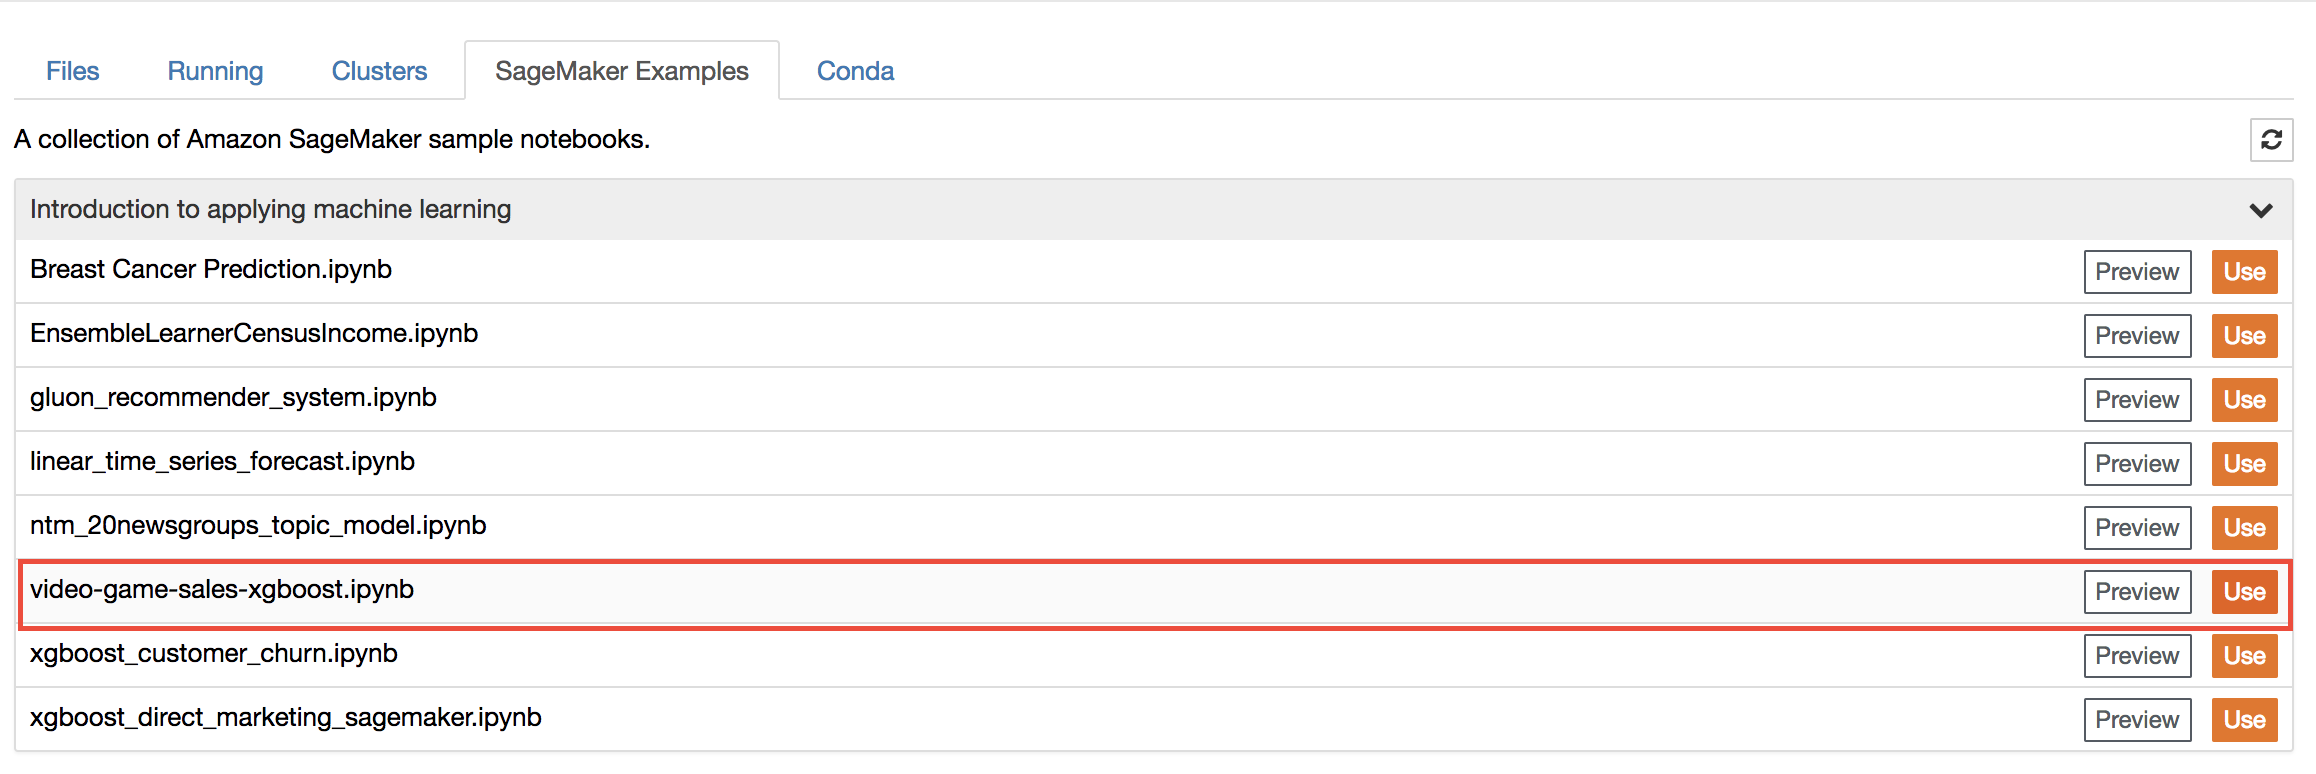 Files Running Clusters SageMaker Examples Conda
A collection of Amazon SageMaker sample notebooks.
Introduction to applying machine learning
Breast Cancer Prediction.ipynb Preview Use
EnsembleLearnerCensusIncome.ipynb Preview Use
gluon_recommender_system.ipynb Preview Use
linear_time_series_forecast.ipynb Preview Use
ntm_20newsgroups_topic_model.ipynb Preview Use
video-game-sales-xgboost.ipynb Preview Use
xgboost_customer_churn.ipynb Preview Use
xgboost_direct_marketing_sagemaker.ipynb Preview Use